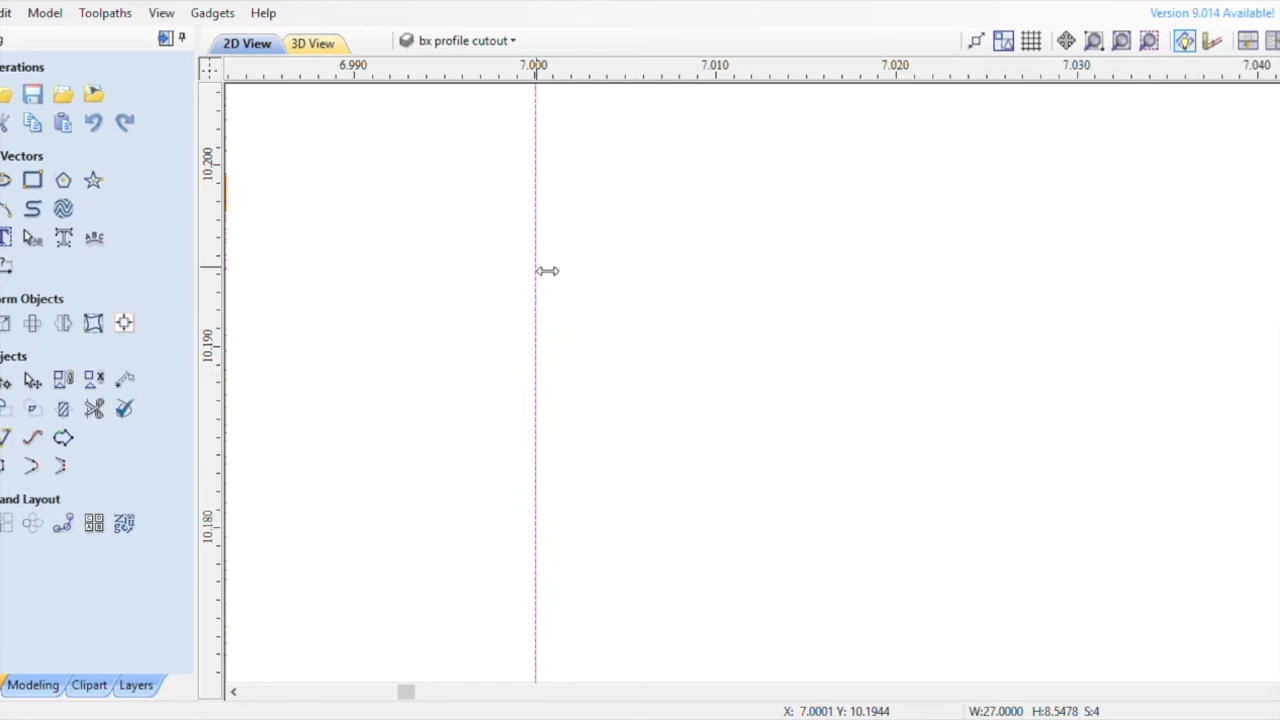 dit Model Toolpaths View Gadgets Help Version 9.014 Available!
g
2D View 3D View bx profile cutout
6.990 7.000 7.010 7.020 7.030 7.040
erations
Vectors
10.200
ABC
orm Objects
10.190
jects
10.180
and Layout
Modeling Clipart Layers
X: 7.0001 Y: 10.1944 W:27.0000 H:8.5478 S:4